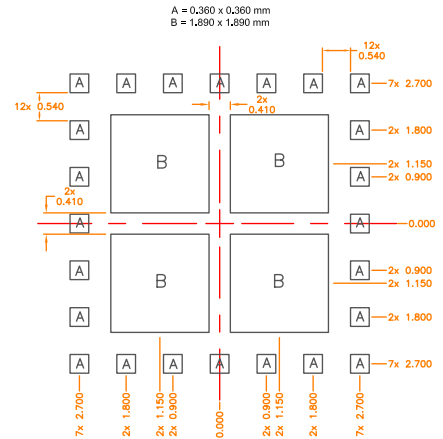 A = 0.360 x 0.360 mm
B = 1.890 x 1.890 mm
12x
0.540
A A A A A A A 7x 2.700
12x 0.540
2x
0.410
A A 2x 1.800
B B
2x 1.150
A A 2x 0.900
2x
0.410
A A 0.000
A A 2x 0.900
B B
2x 1.150
A A 2x 1.800
A A A A A A A 7x 2.700
7x 2.700
2x 1.800
2x 1.150
2x 0.900
0.000
2x 0.900
2x 1.150
2x 1.800
7x 2.700